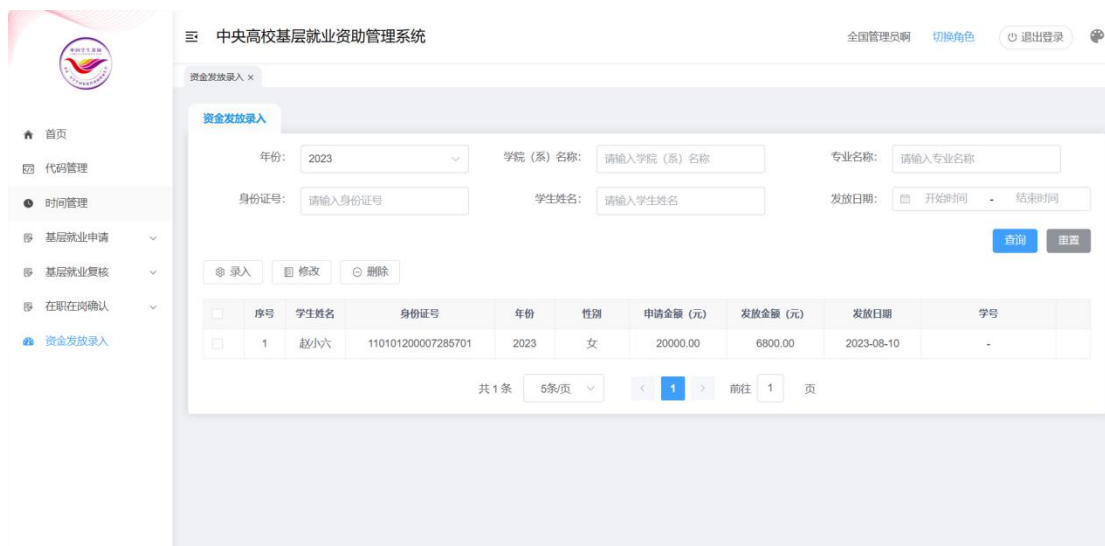 中央高校基层就业资助管理系统
全国管理员啊 切换角色 退出登录
资金发放录入 ×
首页
代码管理
时间管理
基层就业申请
基层就业复核
在职在岗确认
资金发放录入
资金发放录入
年份: 2023 学院（系）名称: 请输入学院（系）名称 专业名称: 请输入专业名称
身份证号: 请输入身份证号 学生姓名: 请输入学生姓名 发放日期: 开始时间 - 结束时间
查询 重置
录入 修改 删除
序号 学生姓名 身份证号 年份 性别 申请金额（元） 发放金额（元） 发放日期 学号
1 赵小六 110101200007285701 2023 女 20000.00 6800.00 2023-08-10 -
共 1 条 5条/页 < 1 > 前往 1 页